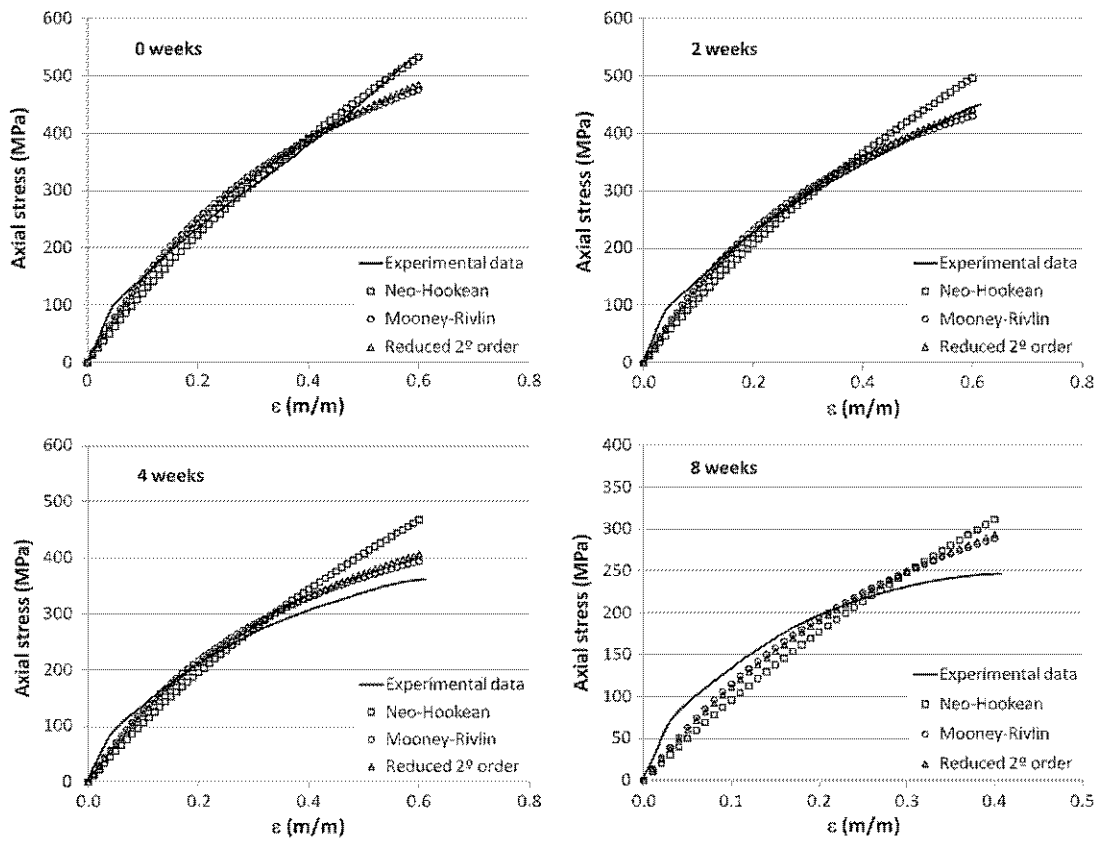 0 weeks
Axial stress (MPa)
600
500
400
300
200
100
0
Experimental data
Neo-Hookean
Mooney-Rivlin
Reduced 2º order
0 0.2 0.4 0.6 0.8
ε (m/m)
2 weeks
Axial stress (MPa)
600
500
400
300
200
100
0
Experimental data
Neo-Hookean
Mooney-Rivlin
Reduced 2º order
0.0 0.2 0.4 0.6 0.8
ε (m/m)
4 weeks
Axial stress (MPa)
600
500
400
300
200
100
0
Experimental data
Neo-Hookean
Mooney-Rivlin
Reduced 2º order
0.0 0.2 0.4 0.6 0.8
ε (m/m)
8 weeks
Axial stress (MPa)
400
350
300
250
200
150
100
50
0
Experimental data
Neo-Hookean
Mooney-Rivlin
Reduced 2º order
0.0 0.1 0.2 0.3 0.4 0.5
ε (m/m)